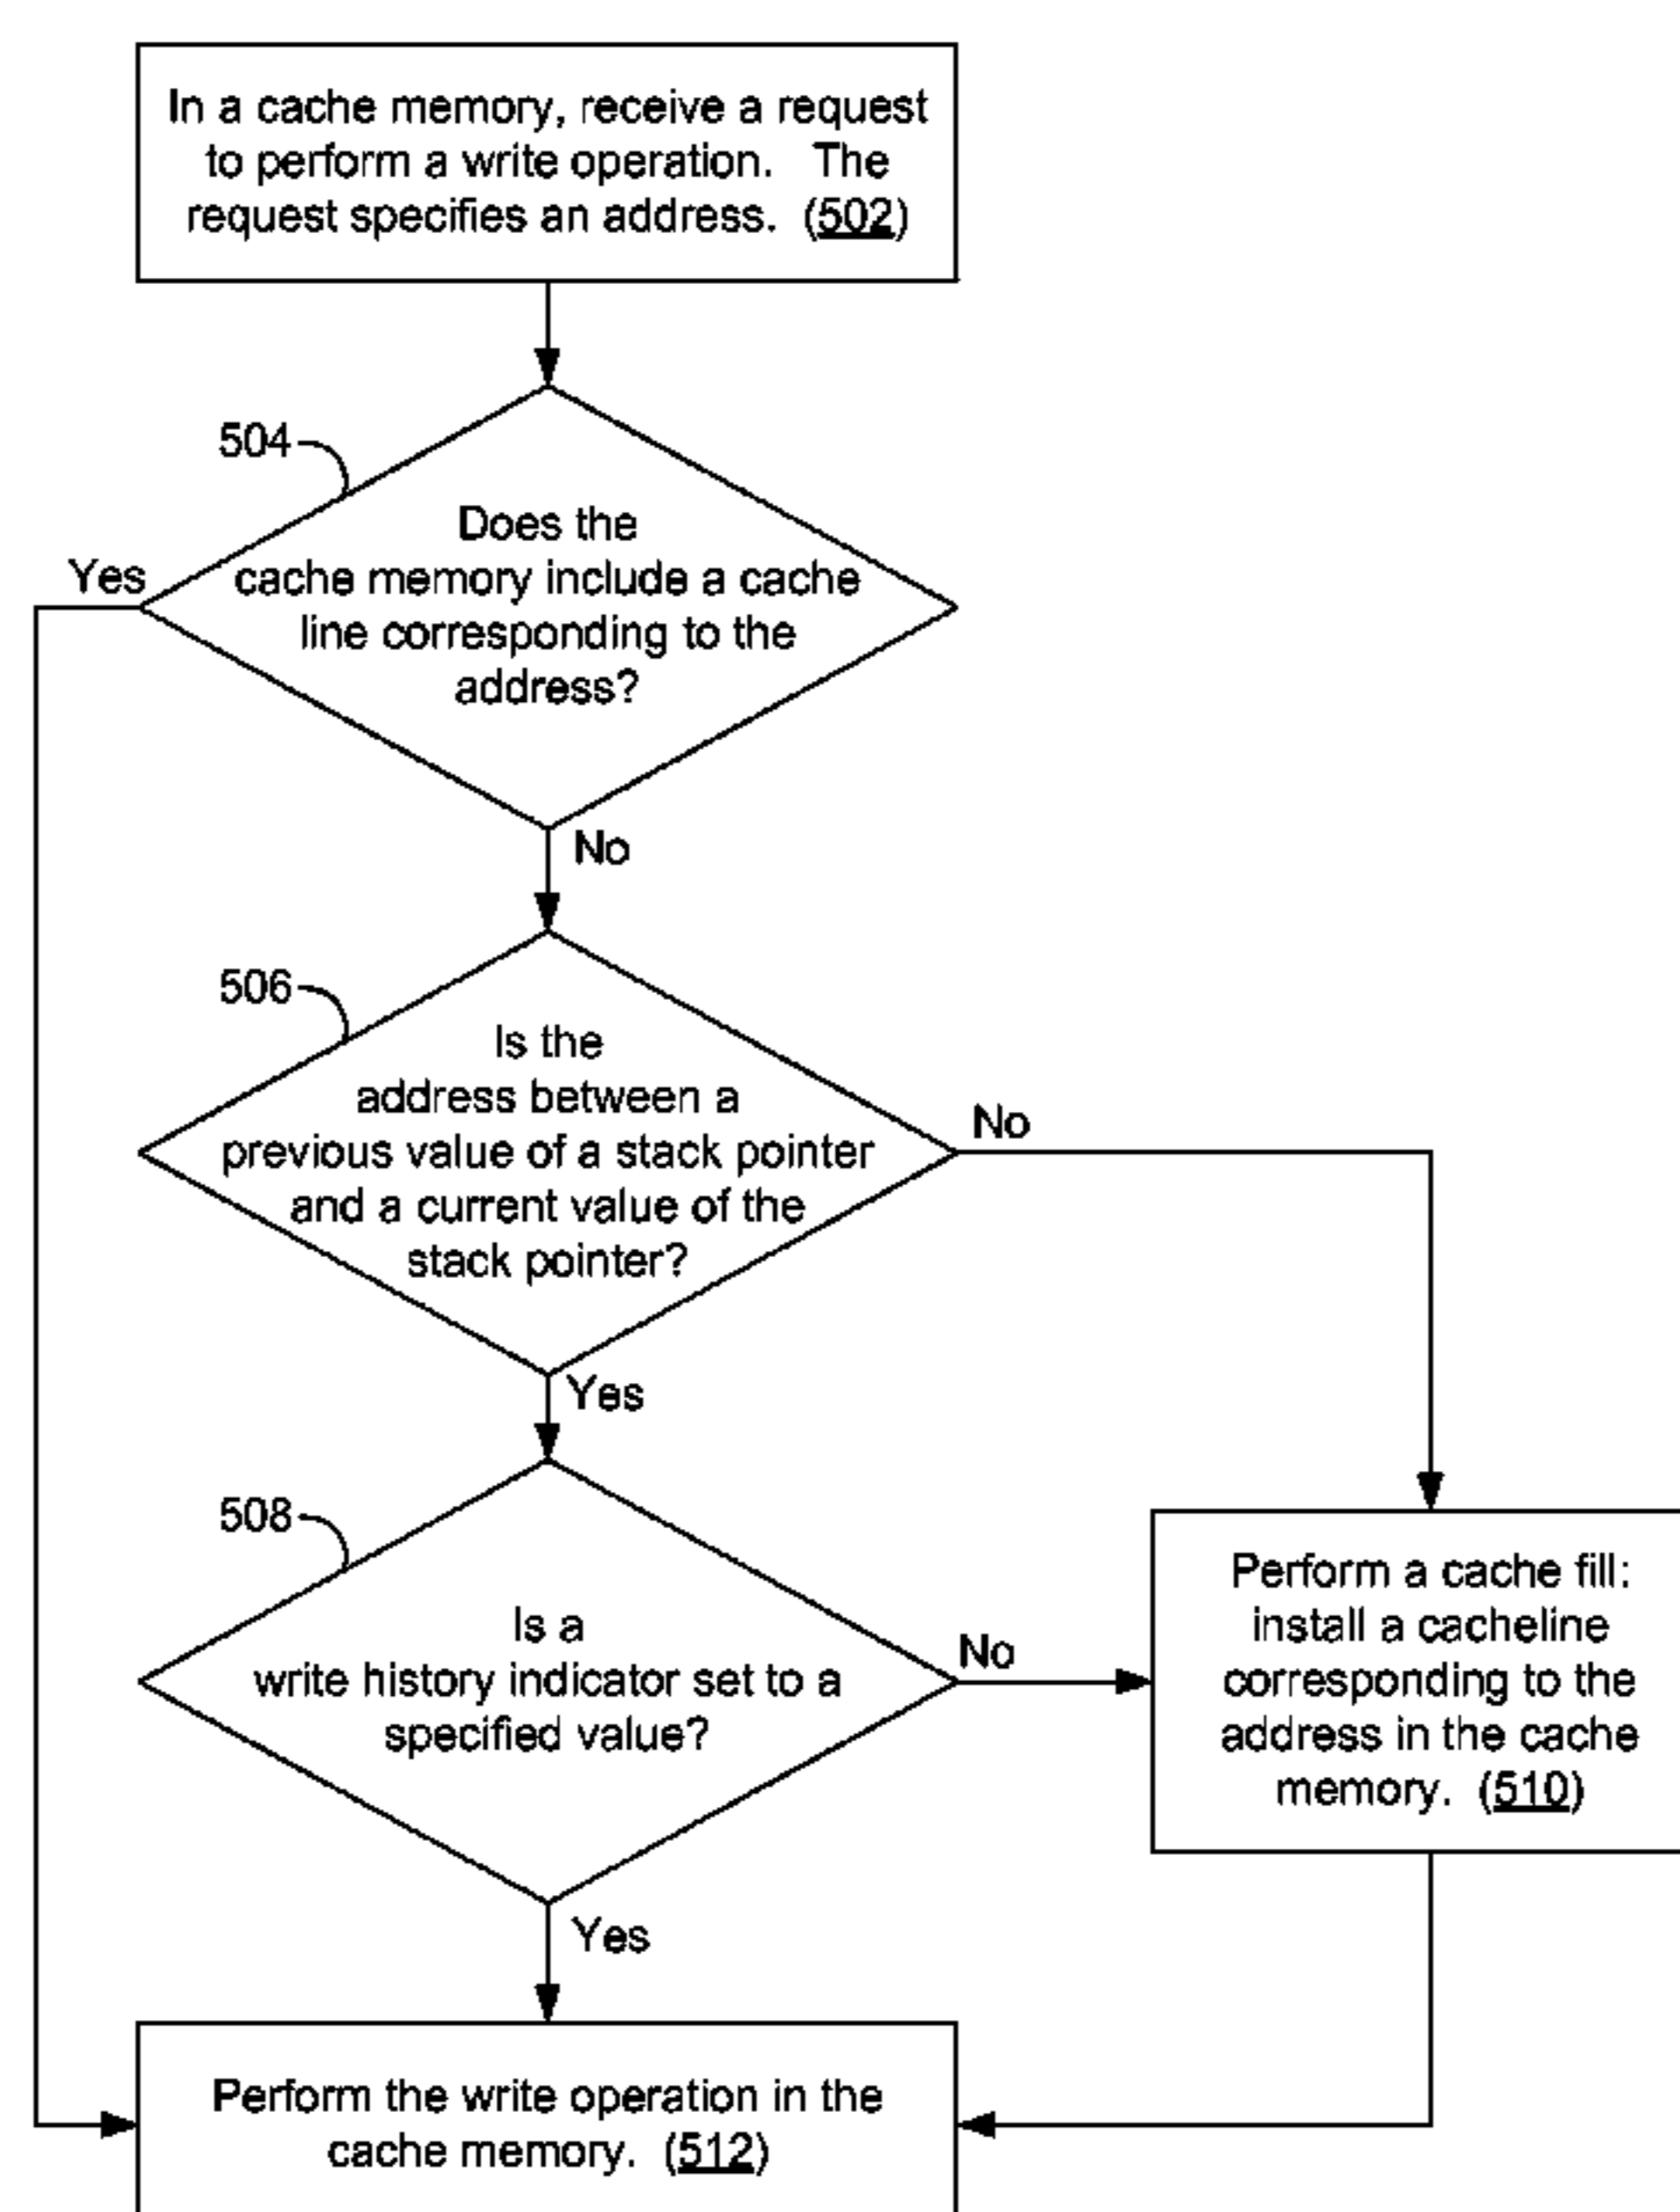 In a cache memory, receive a request
to perform a write operation. The
request specifies an address. (502)
504
Does the
cache memory include a cache
line corresponding to the
address?
Yes
No
506
Is the
address between a
previous value of a stack pointer
and a current value of the
stack pointer?
No
Yes
508
Is a
write history indicator set to a
specified value?
No
Perform a cache fill:
install a cacheline
corresponding to the
address in the cache
memory. (510)
Yes
Perform the write operation in the
cache memory. (512)